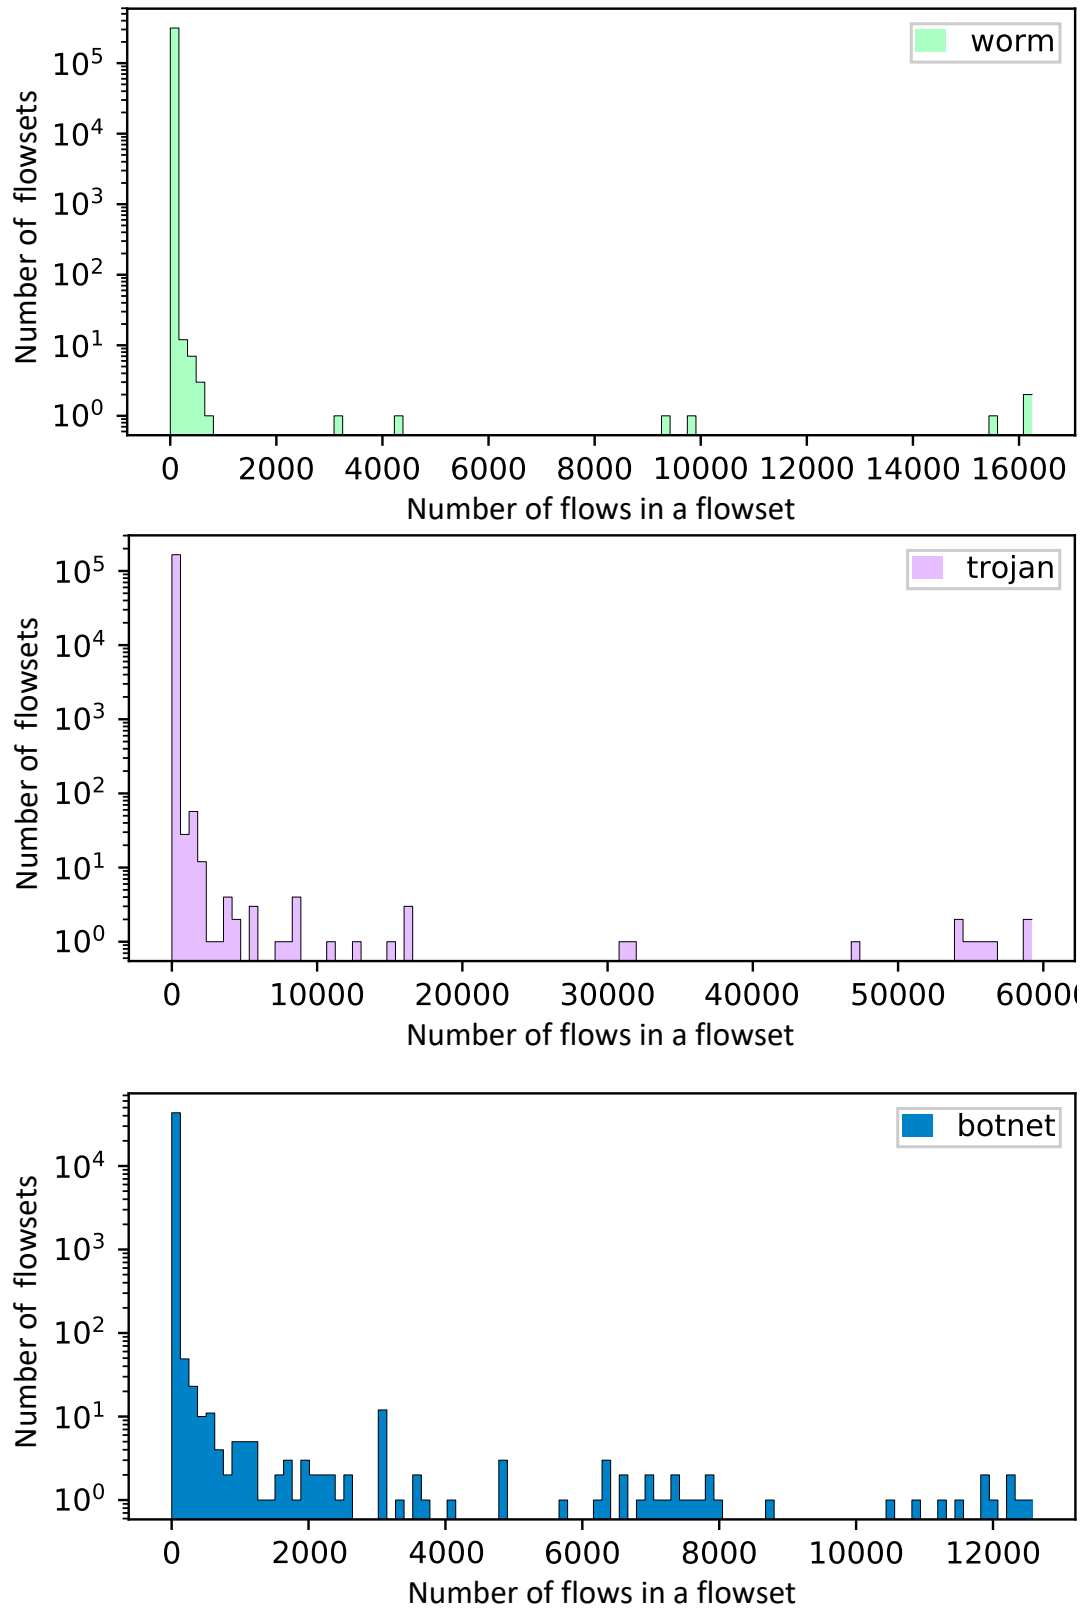 worm
10^5
10^4
10^3
10^2
10^1
10^0
Number of flowsets
0 2000 4000 6000 8000 10000 12000 14000 16000
Number of flows in a flowset
trojan
10^5
10^4
10^3
10^2
10^1
10^0
Number of flowsets
0 10000 20000 30000 40000 50000 60000
Number of flows in a flowset
botnet
10^4
10^3
10^2
10^1
10^0
Number of flowsets
0 2000 4000 6000 8000 10000 12000
Number of flows in a flowset